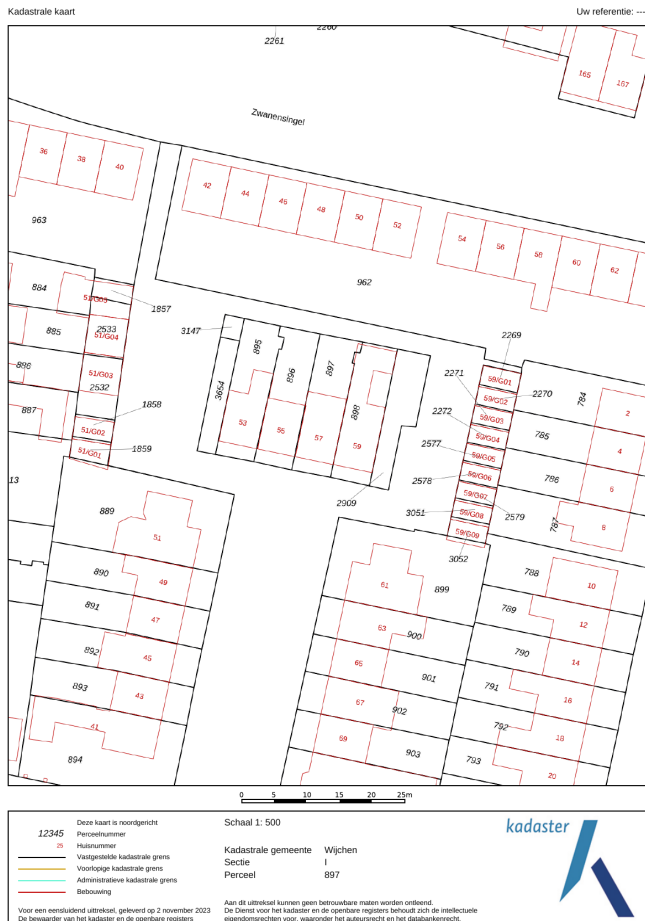 Kadastrale kaart
Uw referentie: ---
2260
2261
165
167
Zwanensingel
36
38
40
42
44
46
48
50
52
54
56
58
60
62
963
962
884
51/G05
1857
2533
51/G04
885
3147
895
896
897
898
3654
53
55
57
59
2269
2271
59/G01
2270
59/G02
784
2
2272
59/G03
59/G04
785
4
2577
59/G05
886
51/G03
2532
887
1858
51/G02
1859
51/G01
13
2578
59/G06
786
6
59/G07
2579
2909
3051
59/G08
787
8
59/G09
3052
889
51
890
49
891
47
892
45
893
43
41
894
61
899
63
900
65
901
67
902
69
903
788
10
789
12
790
14
791
16
792
18
793
20
0 5 10 15 20 25m
Deze kaart is noordgericht
12345 Perceelnummer
25 Huisnummer
Vastgestelde kadastrale grens
Voorlopige kadastrale grens
Administratieve kadastrale grens
Bebouwing
Voor een eensluidend uittreksel, geleverd op 2 november 2023
De bewaarder van het kadaster en de openbare registers
Schaal 1: 500
Kadastrale gemeente Wijchen
Sectie I
Perceel 897
Aan dit uittreksel kunnen geen betrouwbare maten worden ontleend.
De Dienst voor het kadaster en de openbare registers behoudt zich de intellectuele
eigendomsrechten voor, waaronder het auteursrecht en het databankenrecht.
kadaster